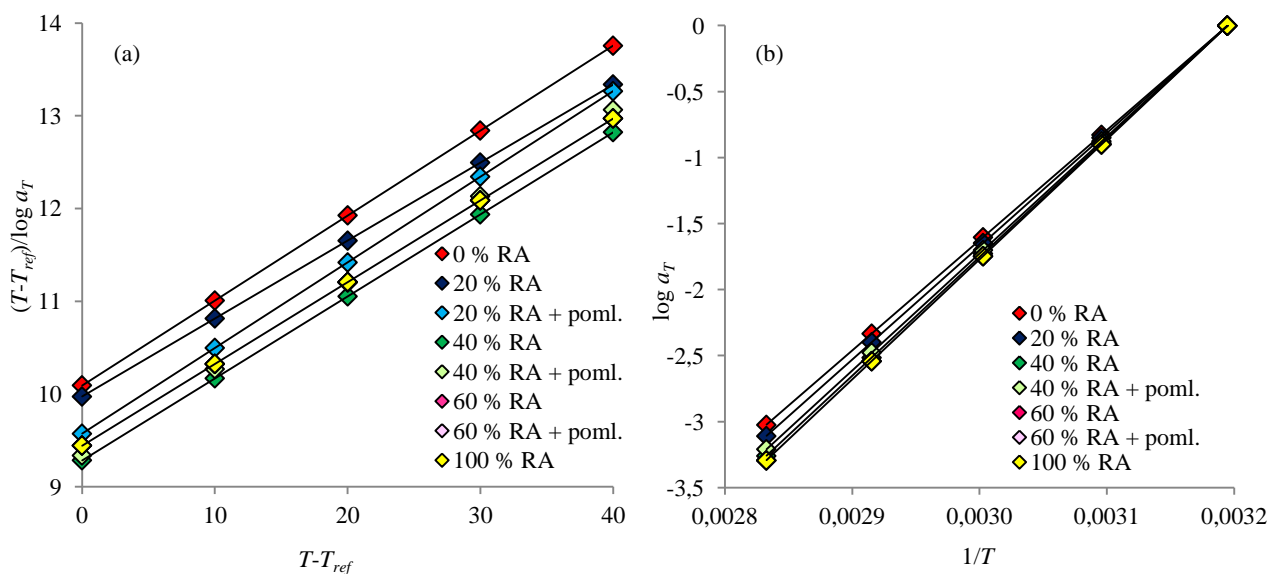 (a)
14
13
12
11
10
9
(T-Tref)/log aT
0 % RA
20 % RA
20 % RA + poml.
40 % RA
40 % RA + poml.
60 % RA
60 % RA + poml.
100 % RA
0 10 20 30 40
T-Tref
(b)
0
-0,5
-1
-1,5
-2
-2,5
-3
-3,5
log aT
0 % RA
20 % RA
40 % RA
40 % RA + poml.
60 % RA
60 % RA + poml.
100 % RA
0,0028 0,0029 0,0030 0,0031 0,0032
1/T